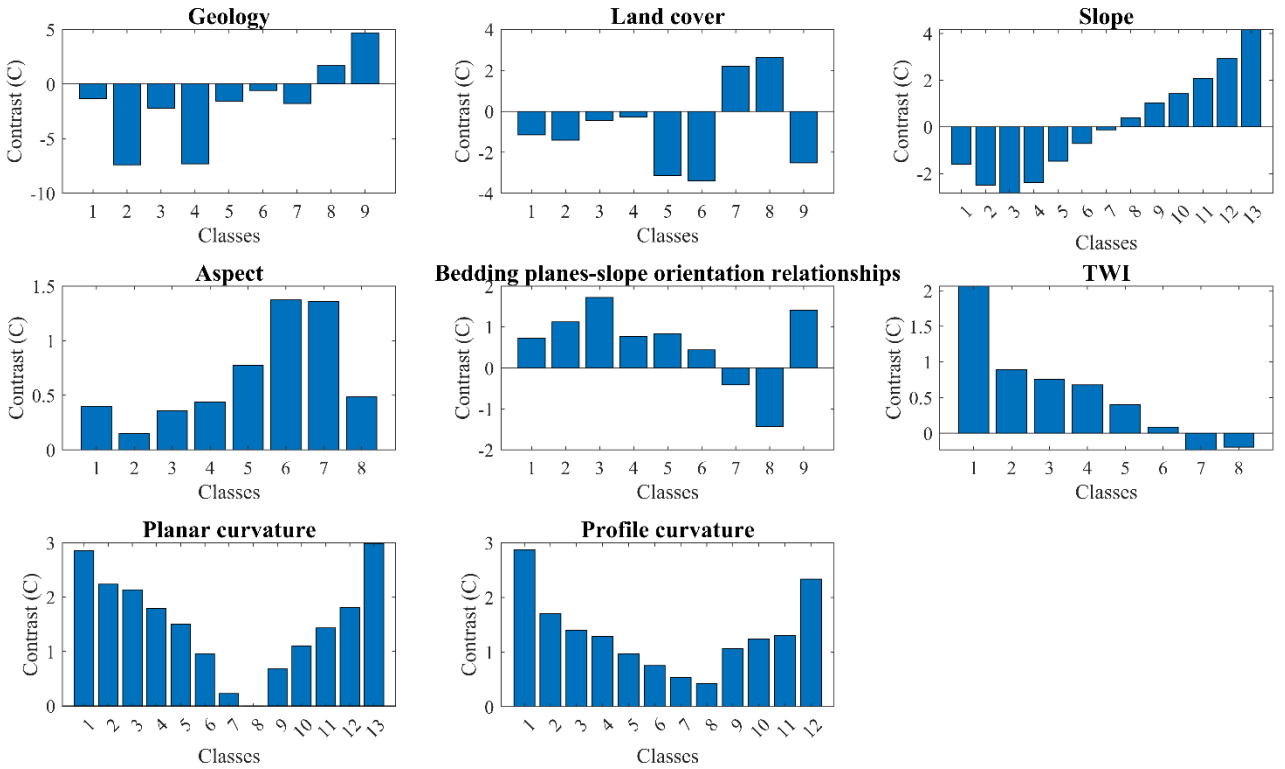 Geology
Contrast (C)
5
0
-5
-10
1 2 3 4 5 6 7 8 9
Classes
Land cover
Contrast (C)
4
2
0
-2
-4
1 2 3 4 5 6 7 8 9
Classes
Slope
Contrast (C)
4
2
0
-2
1 2 3 4 5 6 7 8 9 10 11 12 13
Classes
Aspect
Contrast (C)
1.5
1
0.5
0
1 2 3 4 5 6 7 8
Classes
Bedding planes-slope orientation relationships
Contrast (C)
2
1
0
-1
-2
1 2 3 4 5 6 7 8 9
Classes
TWI
Contrast (C)
2
1.5
1
0.5
0
1 2 3 4 5 6 7 8
Classes
Planar curvature
Contrast (C)
3
2
1
0
1 2 3 4 5 6 7 8 9 10 11 12 13
Classes
Profile curvature
Contrast (C)
3
2
1
0
1 2 3 4 5 6 7 8 9 10 11 12
Classes